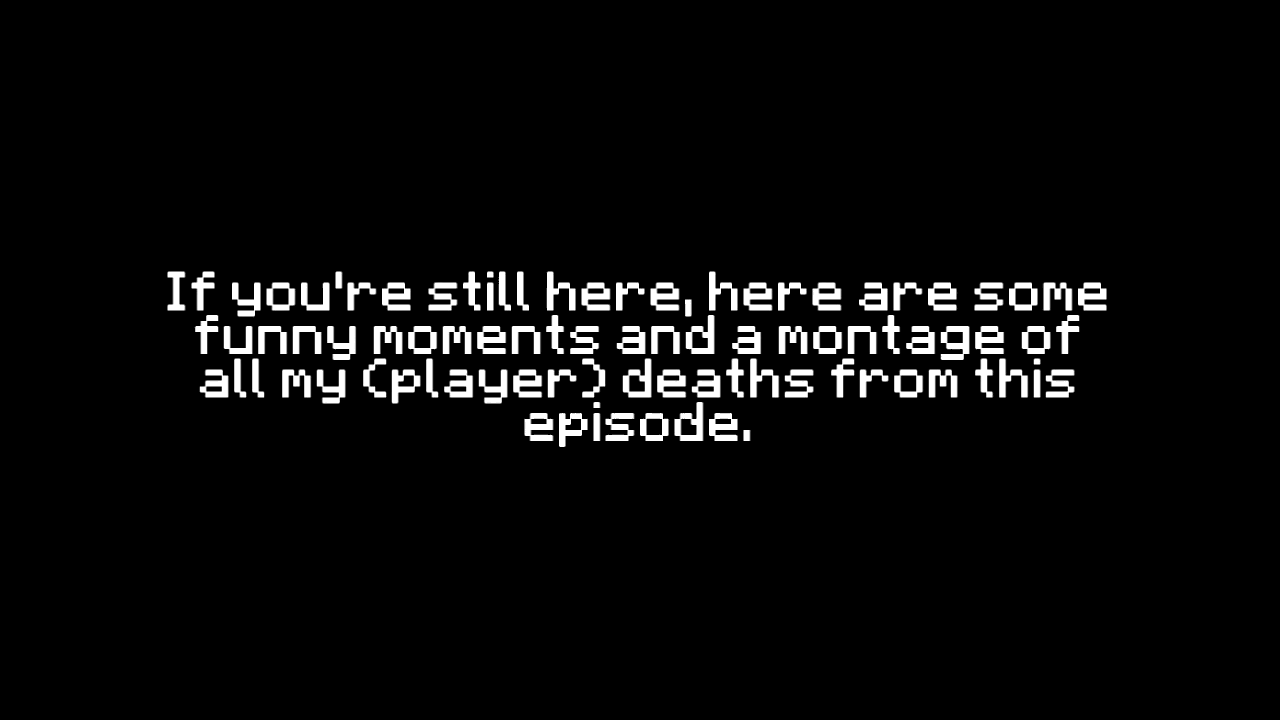 If you're still here, here are some
funny moments and a montage of
all my (player) deaths from this
episode.